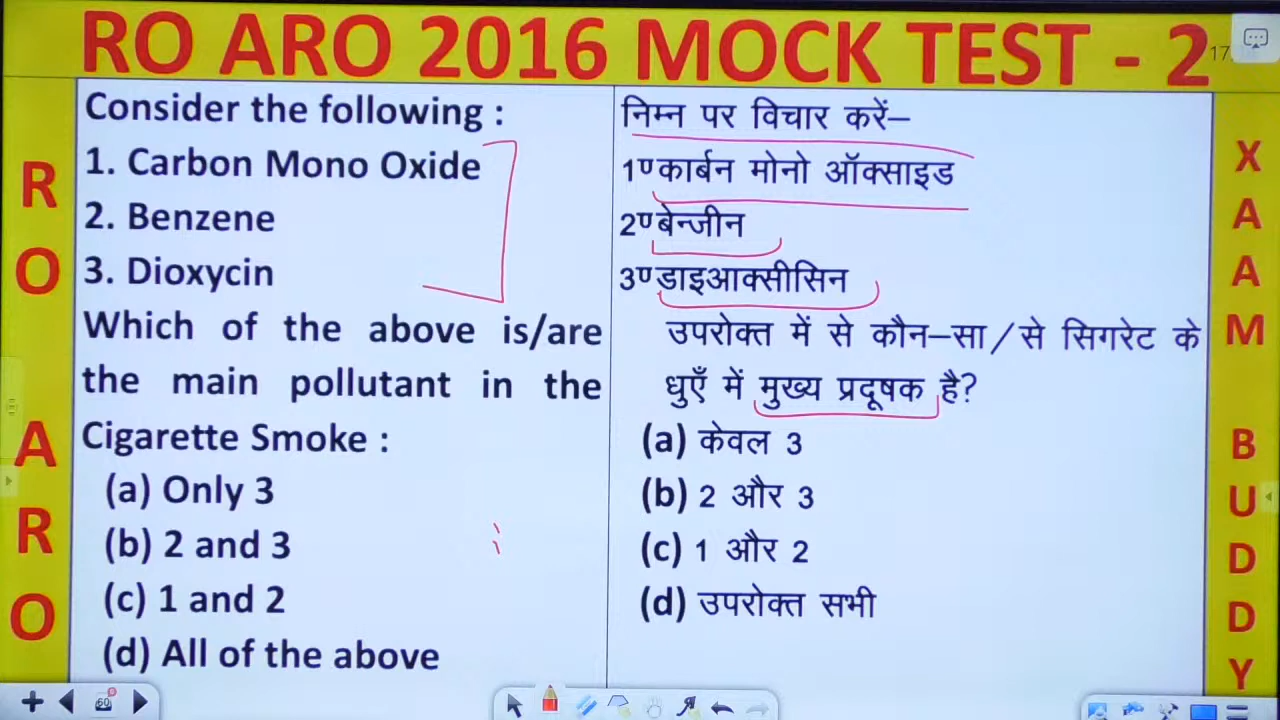 RO ARO 2016 MOCK TEST - 2
17
Consider the following :
1. Carbon Mono Oxide
2. Benzene
3. Dioxycin
Which of the above is/are
the main pollutant in the
Cigarette Smoke :
(a) Only 3
(b) 2 and 3
(c) 1 and 2
(d) All of the above
निम्न पर विचार करें–
1ण्कार्बन मोनो ऑक्साइड
2ण्बेन्जीन
3ण्डाइआक्सीसिन
उपरोक्त में से कौन–सा/से सिगरेट के
धुएँ में मुख्य प्रदूषक है?
(a) केवल 3
(b) 2 और 3
(c) 1 और 2
(d) उपरोक्त सभी
RO ARO
XAAM BUDDY
60